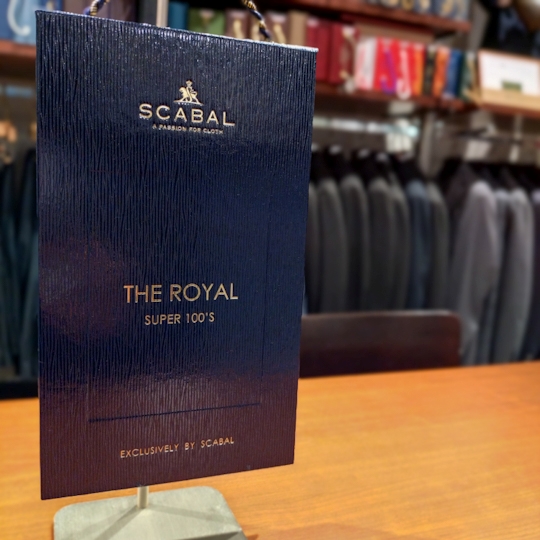 SCABAL
A PASSION FOR CLOTH
THE ROYAL
SUPER 100'S
EXCLUSIVELY BY SCABAL